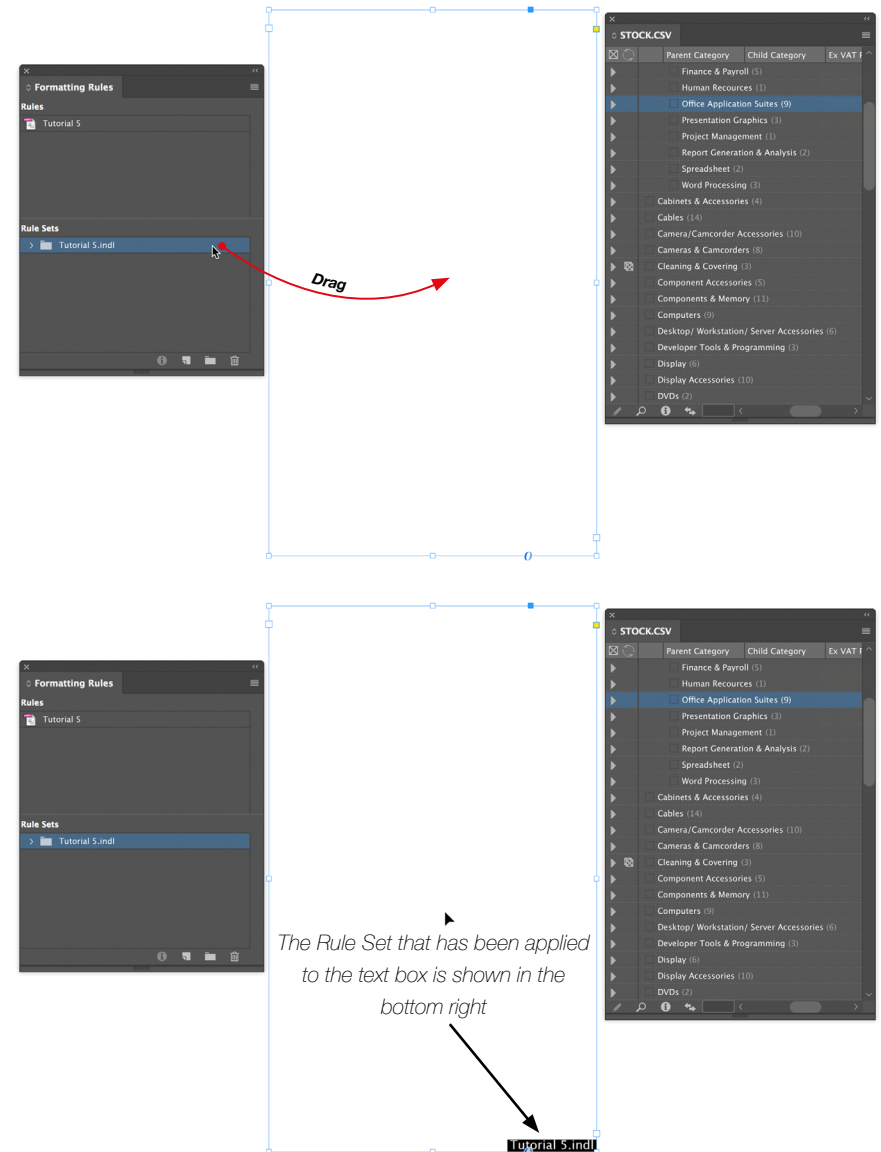 Formatting Rules
Rules
Tutorial 5
Rule Sets
Tutorial 5.indl
Drag
STOCK.CSV
Parent Category Child Category Ex VAT
Finance & Payroll (5)
Human Recources (1)
Office Application Suites (9)
Presentation Graphics (3)
Project Management (1)
Report Generation & Analysis (2)
Spreadsheet (2)
Word Processing (3)
Cabinets & Accessories (4)
Cables (14)
Camera/Camcorder Accessories (10)
Cameras & Camcorders (8)
Cleaning & Covering (3)
Component Accessories (5)
Components & Memory (11)
Computers (9)
Desktop/ Workstation/ Server Accessories (6)
Developer Tools & Programming (3)
Display (6)
Display Accessories (10)
DVDs (2)
Formatting Rules
Rules
Tutorial 5
Rule Sets
Tutorial 5.indl
The Rule Set that has been applied
to the text box is shown in the
bottom right
Tutorial 5.indl
STOCK.CSV
Parent Category Child Category Ex VAT
Finance & Payroll (5)
Human Recources (1)
Office Application Suites (9)
Presentation Graphics (3)
Project Management (1)
Report Generation & Analysis (2)
Spreadsheet (2)
Word Processing (3)
Cabinets & Accessories (4)
Cables (14)
Camera/Camcorder Accessories (10)
Cameras & Camcorders (8)
Cleaning & Covering (3)
Component Accessories (5)
Components & Memory (11)
Computers (9)
Desktop/ Workstation/ Server Accessories (6)
Developer Tools & Programming (3)
Display (6)
Display Accessories (10)
DVDs (2)